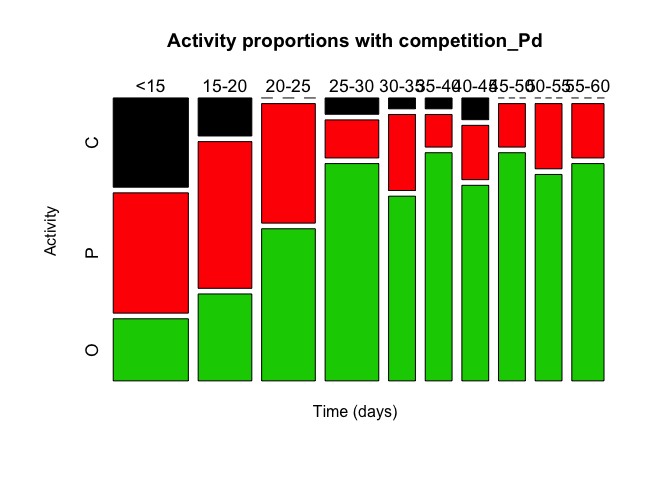 Activity proportions with competition_Pd
<15 15-20 20-25 25-30 30-35 35-40 40-45 45-50 50-55 55-60
C
P
O
Activity
Time (days)